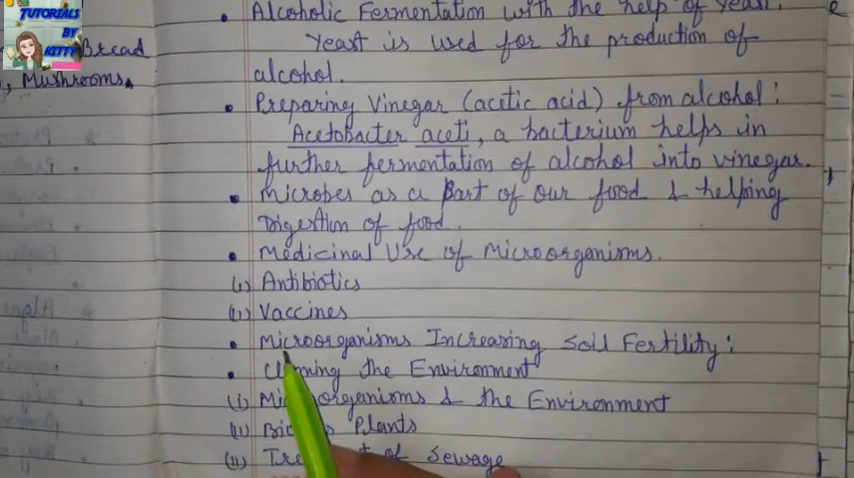 TUTORIALS
BY
KITTY
Bread
, Mushrooms.
• Alcoholic Fermentation with the help of Yeast.
Yeast is used for the production of
alcohol.
• Preparing Vinegar (acetic acid) from alcohol:
Acetobacter aceti, a bacterium helps in
further fermentation of alcohol into vinegar.
• Microbes as a Part of our food & helping
Digestion of food.
• Medicinal Use of Microorganisms.
(i) Antibiotics
(ii) Vaccines
• Microorganisms Increasing Soil Fertility:
• the Environment
(i) & the Environment
(ii) Plants
(iii) of Sewage